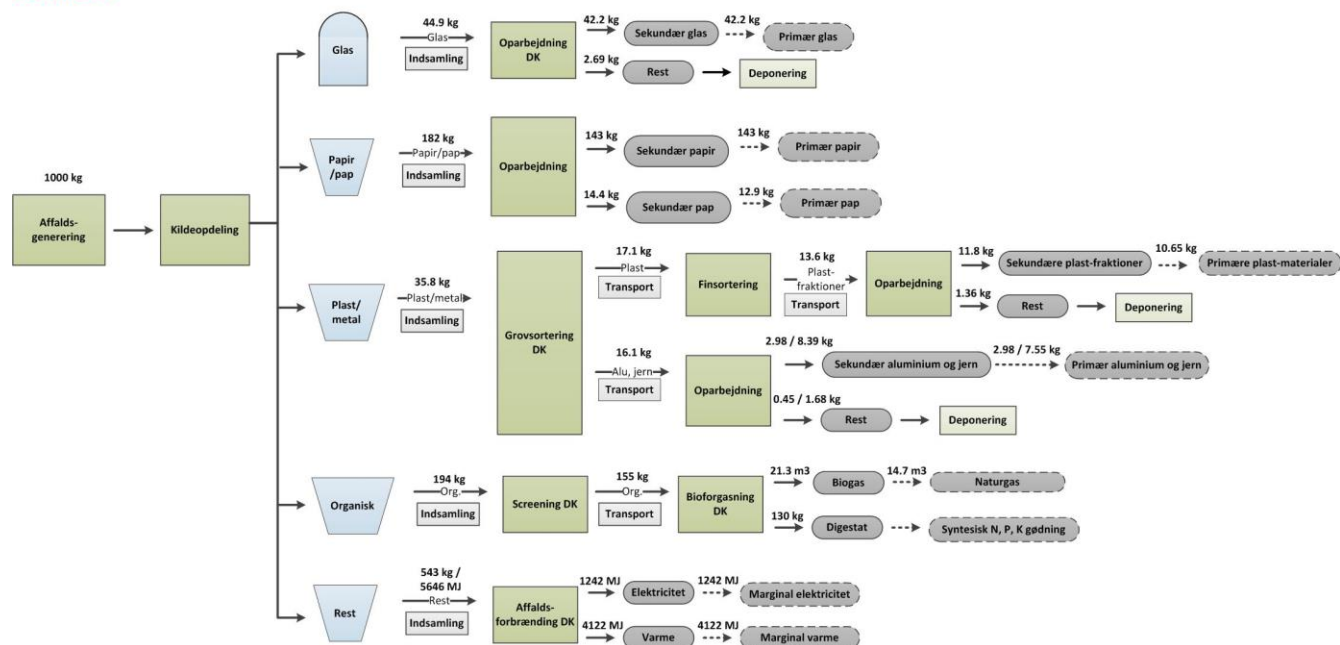 1000 kg
Affalds-
generering
Kildeopdeling
Glas
44.9 kg
Glas
Indsamling
Oparbejdning
DK
42.2 kg
Sekundær glas
42.2 kg
Primær glas
2.69 kg
Rest
Deponering
Papir
/pap
182 kg
Papir/pap
Indsamling
Oparbejdning
143 kg
Sekundær papir
143 kg
Primær papir
14.4 kg
Sekundær pap
12.9 kg
Primær pap
Plast/
metal
35.8 kg
Plast/metal
Indsamling
Grovsortering
DK
17.1 kg
Plast
Transport
Finsortering
13.6 kg
Plast-
fraktioner
Transport
Oparbejdning
11.8 kg
Sekundære plast-fraktioner
10.65 kg
Primære plast-materialer
1.36 kg
Rest
Deponering
16.1 kg
Alu, jern
Transport
Oparbejdning
2.98 / 8.39 kg
Sekundær aluminium og jern
2.98 / 7.55 kg
Primær aluminium og jern
0.45 / 1.68 kg
Rest
Deponering
Organisk
194 kg
Org.
Indsamling
Screening DK
155 kg
Org.
Transport
Bioforgasning
DK
21.3 m3
Biogas
14.7 m3
Naturgas
130 kg
Digestat
Syntesisk N, P, K gødning
Rest
543 kg /
5646 MJ
Rest
Indsamling
Affalds-
forbrænding DK
1242 MJ
Elektricitet
1242 MJ
Marginal elektricitet
4122 MJ
Varme
4122 MJ
Marginal varme